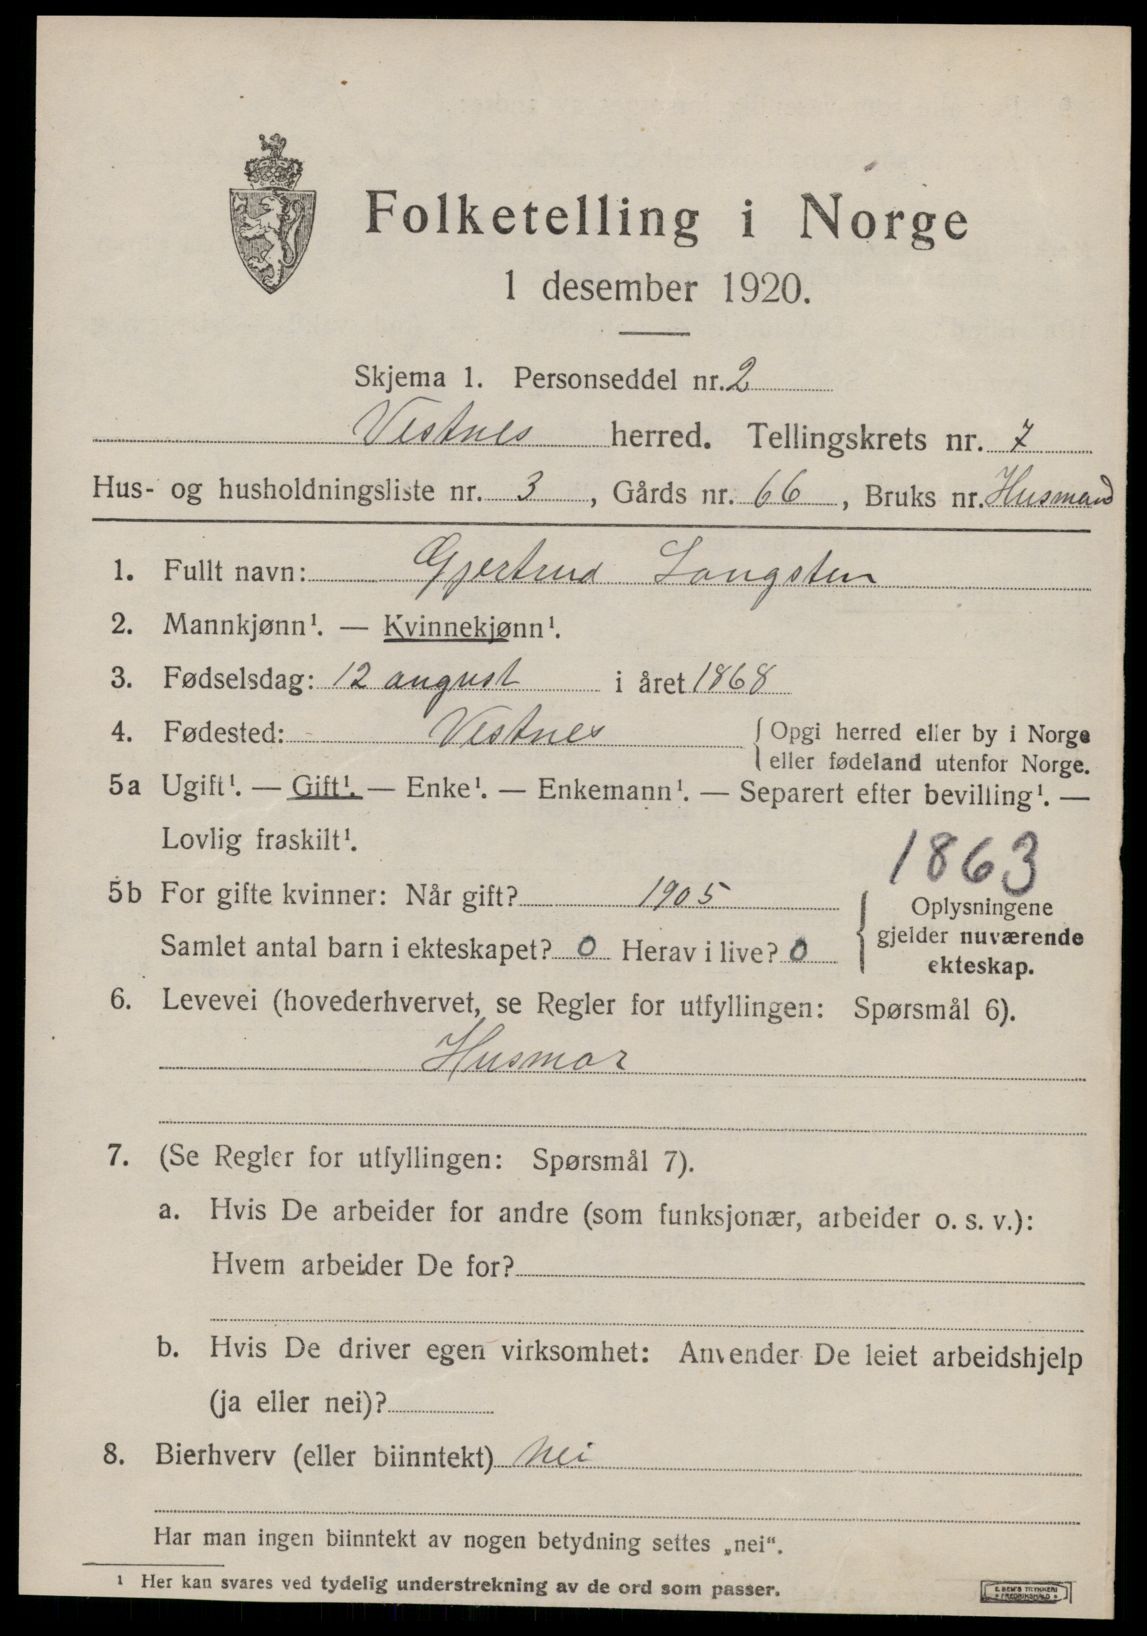 Folketelling i Norge
1 desember 1920.
Skjema 1. Personseddel nr. 2
Vestnes herred. Tellingskrets nr. 7
Hus- og husholdningsliste nr. 3, Gårds nr. 66, Bruks nr. Husmand
1. Fullt navn: Gjertrud Langsten
2. Mannkjønn¹. — Kvinnekjønn¹.
3. Fødselsdag: 12 august i året 1868
4. Fødested: Vestnes { Opgi herred eller by i Norge
eller fødeland utenfor Norge.
5a Ugift¹. — Gift¹. — Enke¹. — Enkemann¹. — Separert efter bevilling¹. —
Lovlig fraskilt¹.
1863
5b For gifte kvinner: Når gift? 1905
Samlet antal barn i ekteskapet? 0 Herav i live? 0
{ Oplysningene
gjelder nuværende
ekteskap.
6. Levevei (hovederhvervet, se Regler for utfyllingen: Spørsmål 6).
Husmor
7. (Se Regler for utfyllingen: Spørsmål 7).
a. Hvis De arbeider for andre (som funksjonær, arbeider o. s. v.):
Hvem arbeider De for?
b. Hvis De driver egen virksomhet: Anvender De leiet arbeidshjelp
(ja eller nei)?
8. Bierhverv (eller biinntekt) Nei
Har man ingen biinntekt av nogen betydning settes „nei“.
¹ Her kan svares ved tydelig understrekning av de ord som passer.